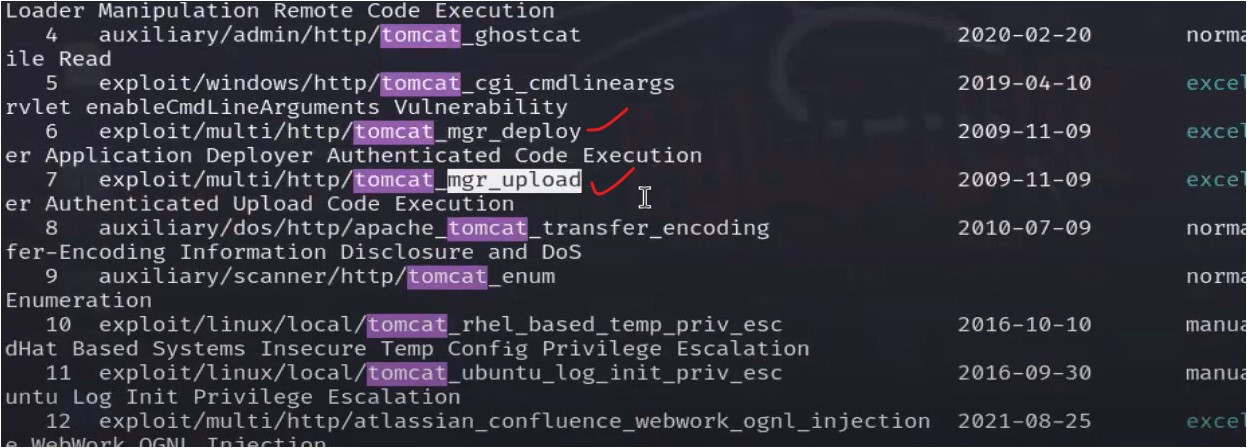 Loader Manipulation Remote Code Execution
4 auxiliary/admin/http/tomcat_ghostcat 2020-02-20 norma
ile Read
5 exploit/windows/http/tomcat_cgi_cmdlineargs 2019-04-10 excel
rvlet enableCmdLineArguments Vulnerability
6 exploit/multi/http/tomcat_mgr_deploy 2009-11-09 excel
er Application Deployer Authenticated Code Execution
7 exploit/multi/http/tomcat_mgr_upload 2009-11-09 excel
er Authenticated Upload Code Execution
8 auxiliary/dos/http/apache_tomcat_transfer_encoding 2010-07-09 norma
fer-Encoding Information Disclosure and DoS
9 auxiliary/scanner/http/tomcat_enum norma
Enumeration
10 exploit/linux/local/tomcat_rhel_based_temp_priv_esc 2016-10-10 manua
dHat Based Systems Insecure Temp Config Privilege Escalation
11 exploit/linux/local/tomcat_ubuntu_log_init_priv_esc 2016-09-30 manua
untu Log Init Privilege Escalation
12 exploit/multi/http/atlassian_confluence_webwork_ognl_injection 2021-08-25 excel
e WebWork OGNL Injection